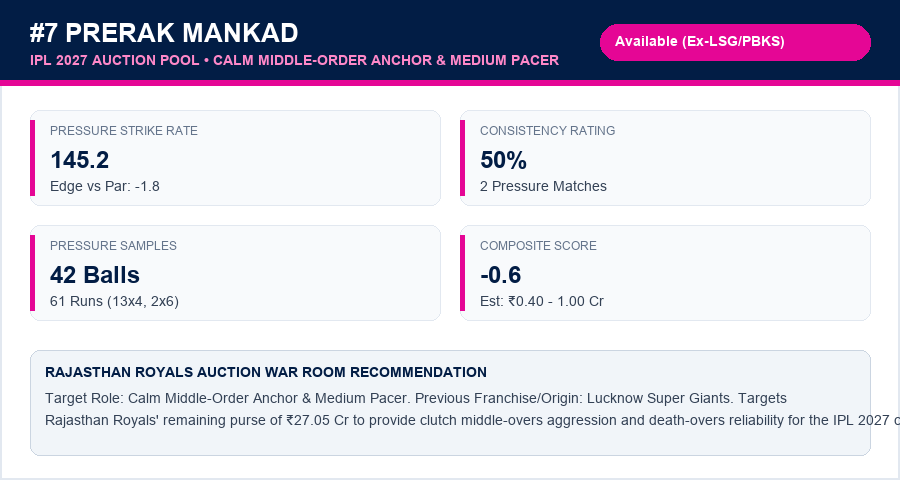 #7 PRERAK MANKAD
IPL 2027 AUCTION POOL • CALM MIDDLE-ORDER ANCHOR & MEDIUM PACER
Available (Ex-LSG/PBKS)
PRESSURE STRIKE RATE
145.2
Edge vs Par: -1.8
CONSISTENCY RATING
50%
2 Pressure Matches
PRESSURE SAMPLES
42 Balls
61 Runs (13x4, 2x6)
COMPOSITE SCORE
-0.6
Est: ₹0.40 - 1.00 Cr
RAJASTHAN ROYALS AUCTION WAR ROOM RECOMMENDATION
Target Role: Calm Middle-Order Anchor & Medium Pacer. Previous Franchise/Origin: Lucknow Super Giants. Targets
Rajasthan Royals' remaining purse of ₹27.05 Cr to provide clutch middle-overs aggression and death-overs reliability for the IPL 2027